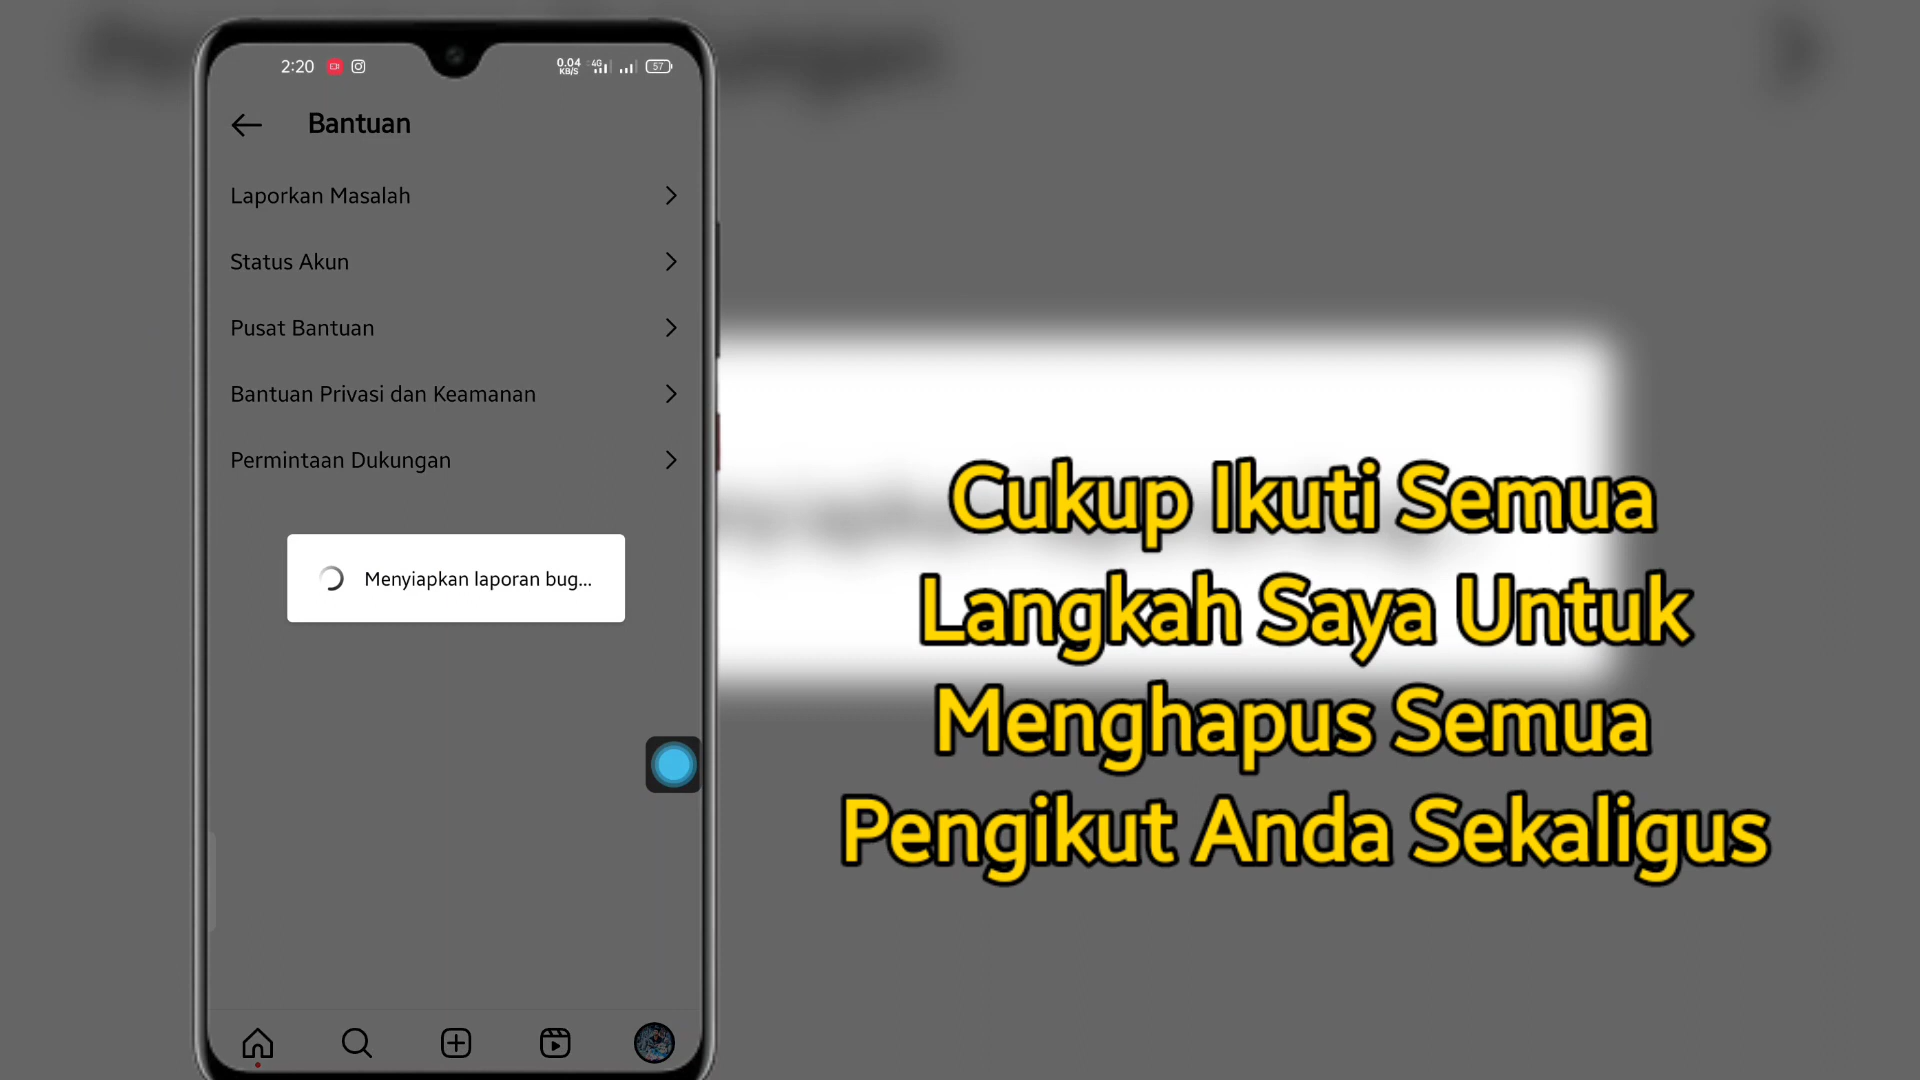 2:20
0.04 KB/S 4G 57
Bantuan
Laporkan Masalah
Status Akun
Pusat Bantuan
Bantuan Privasi dan Keamanan
Permintaan Dukungan
Menyiapkan laporan bug...
Cukup Ikuti Semua
Langkah Saya Untuk
Menghapus Semua
Pengikut Anda Sekaligus